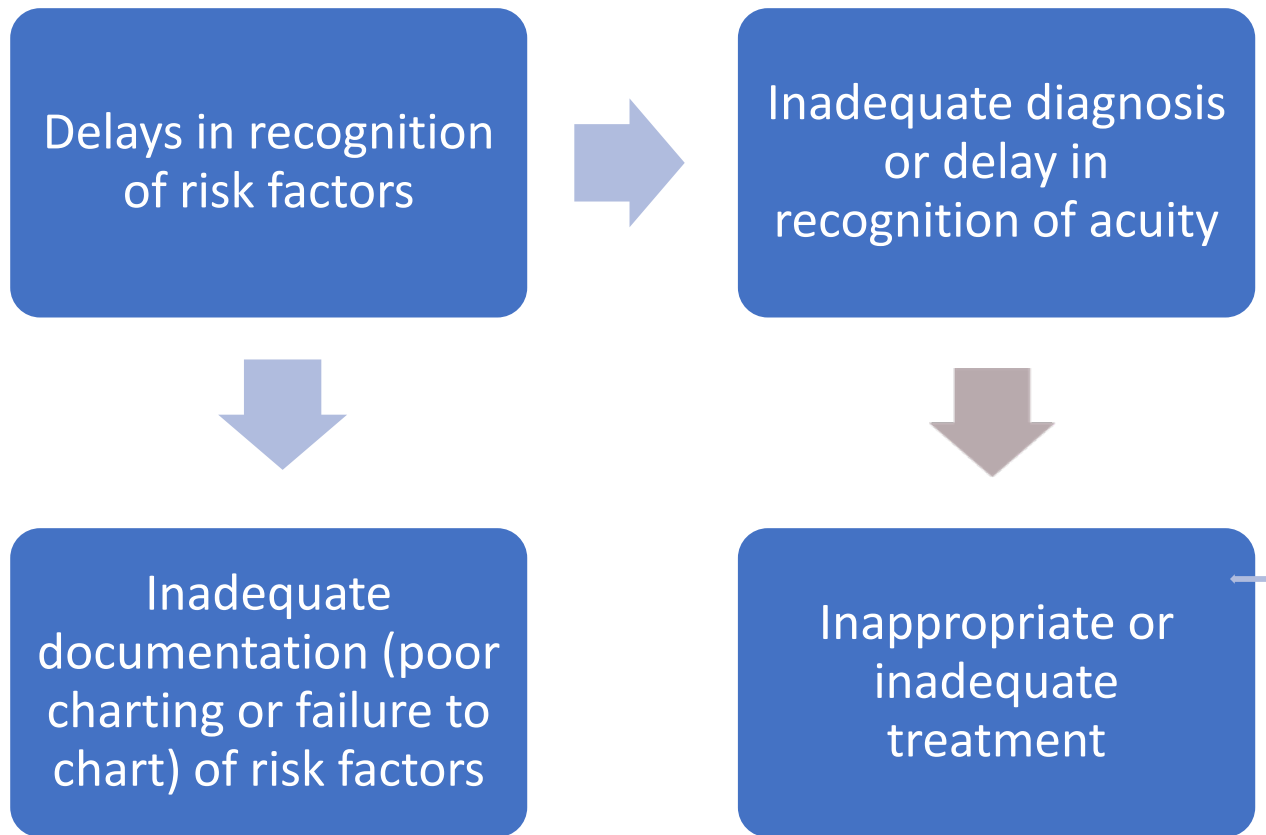 Delays in recognition
of risk factors
Inadequate diagnosis
or delay in
recognition of acuity
Inadequate
documentation (poor
charting or failure to
chart) of risk factors
Inappropriate or
inadequate
treatment